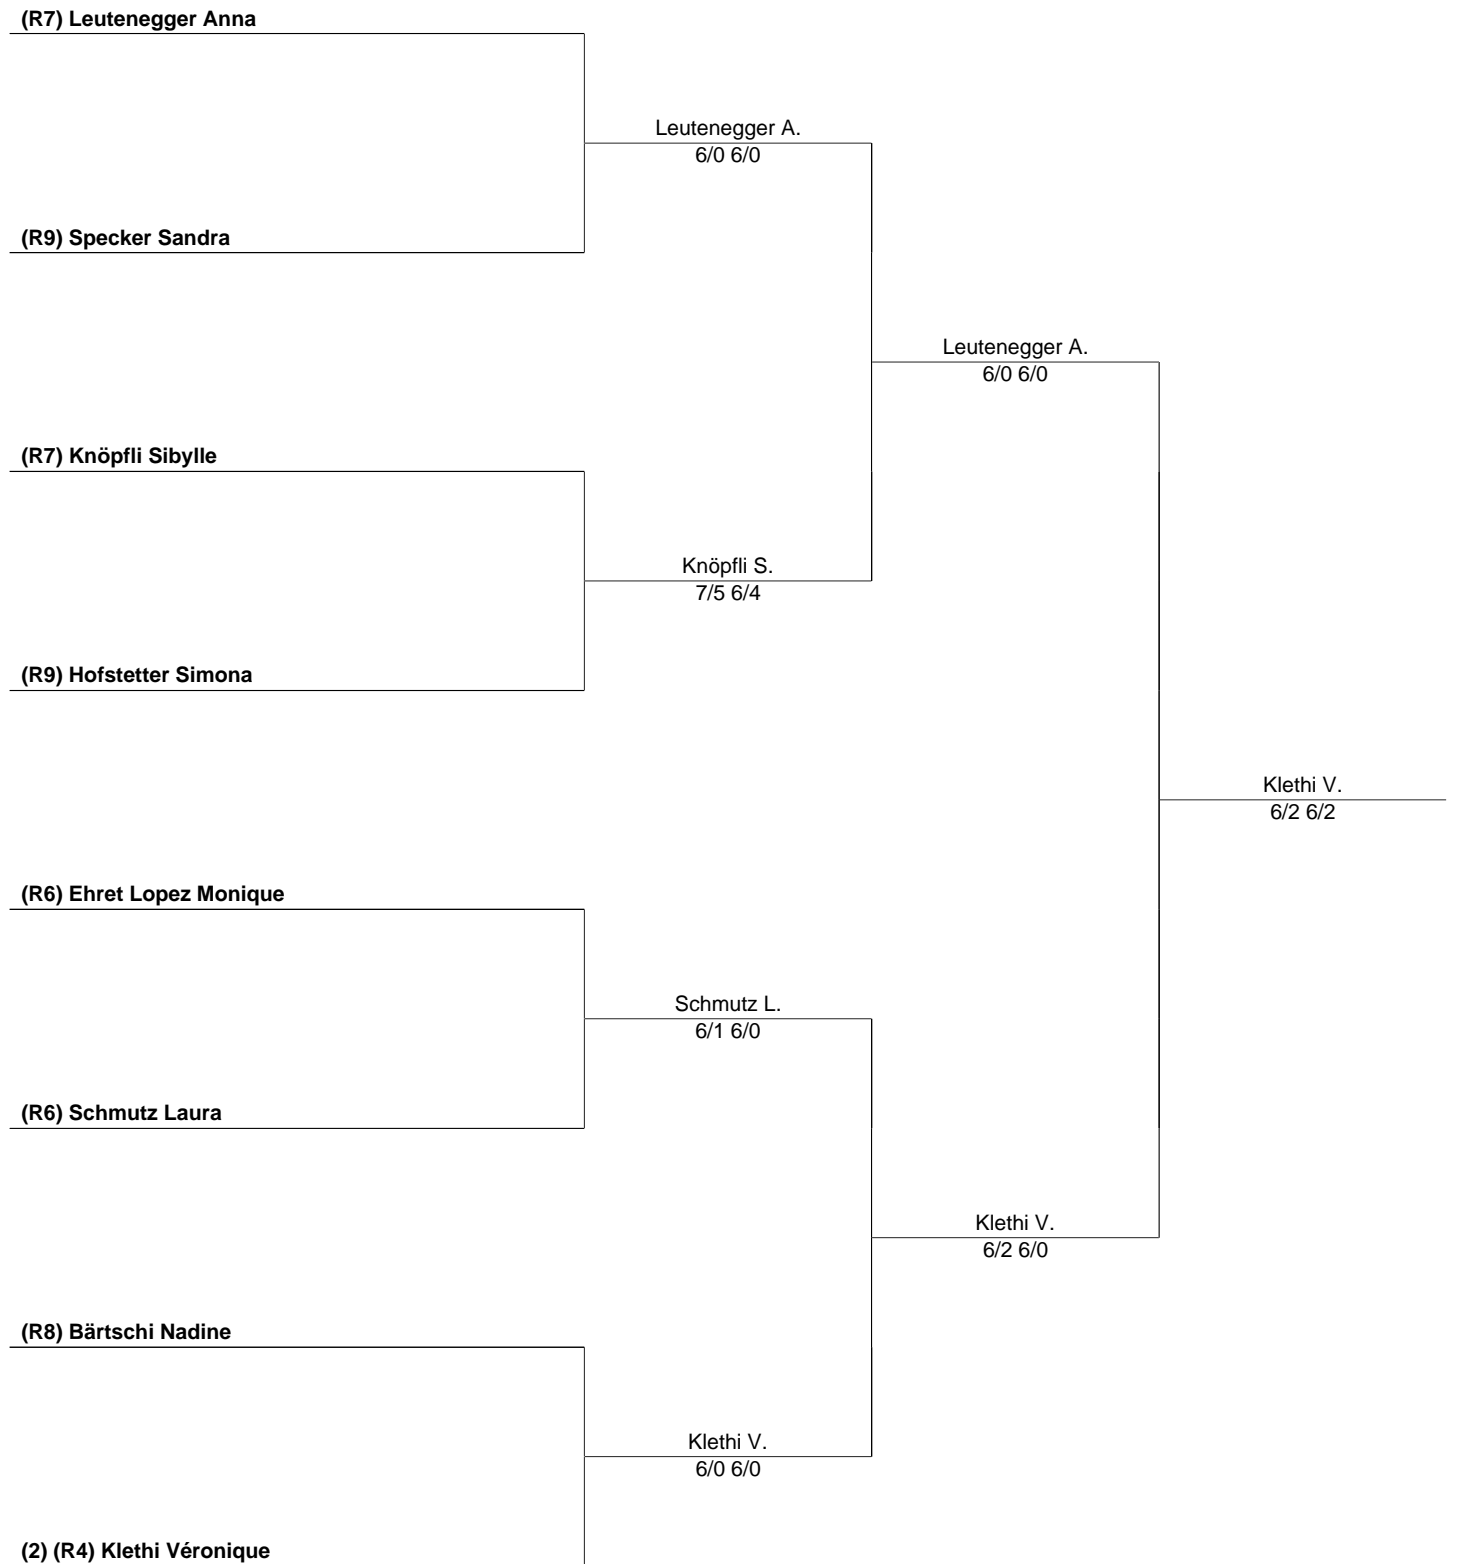 (R7) Leutenegger Anna
Leutenegger A.
6/0 6/0
(R9) Specker Sandra
Leutenegger A.
6/0 6/0
(R7) Knöpfli Sibylle
Knöpfli S.
7/5 6/4
(R9) Hofstetter Simona
Klethi V.
6/2 6/2
(R6) Ehret Lopez Monique
Schmutz L.
6/1 6/0
(R6) Schmutz Laura
Klethi V.
6/2 6/0
(R8) Bärtschi Nadine
Klethi V.
6/0 6/0
(2) (R4) Klethi Véronique